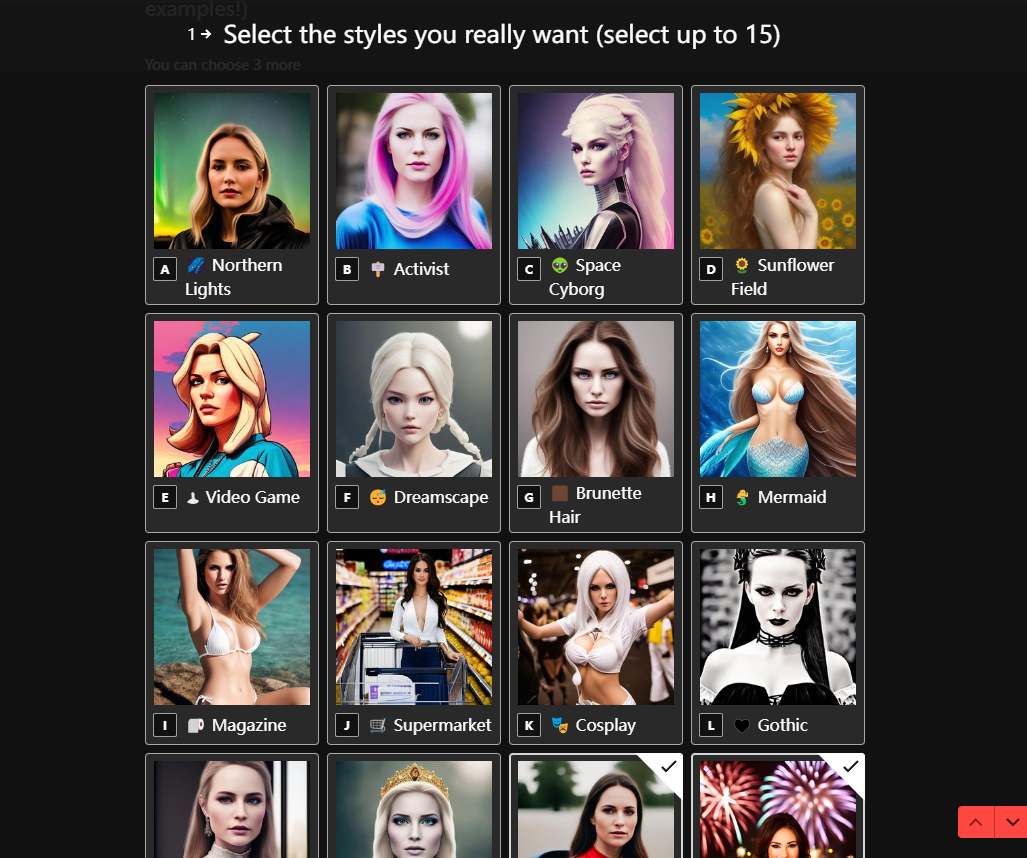 examples!)
1 → Select the styles you really want (select up to 15)
You can choose 3 more
A Northern Lights
B Activist
C Space Cyborg
D Sunflower Field
E Video Game
F Dreamscape
G Brunette Hair
H Mermaid
I Magazine
J Supermarket
K Cosplay
L Gothic